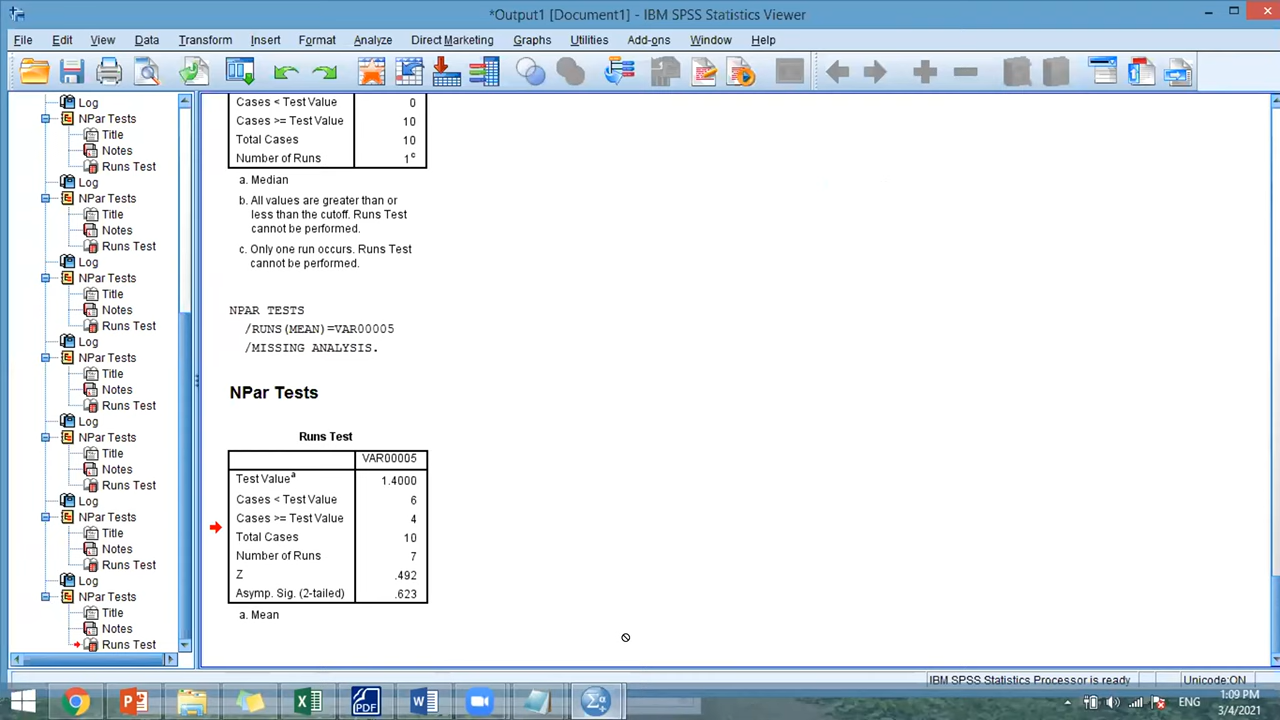 *Output1 [Document1] - IBM SPSS Statistics Viewer
File Edit View Data Transform Insert Format Analyze Direct Marketing Graphs Utilities Add-ons Window Help
Log
NPar Tests
Title
Notes
Runs Test
Log
NPar Tests
Title
Notes
Runs Test
Log
NPar Tests
Title
Notes
Runs Test
Log
NPar Tests
Title
Notes
Runs Test
Log
NPar Tests
Title
Notes
Runs Test
Log
NPar Tests
Title
Notes
Runs Test
Log
NPar Tests
Title
Notes
Runs Test
Cases < Test Value 0
Cases >= Test Value 10
Total Cases 10
Number of Runs 1c
a. Median
b. All values are greater than or
less than the cutoff. Runs Test
cannot be performed.
c. Only one run occurs. Runs Test
cannot be performed.
NPAR TESTS
/RUNS(MEAN)=VAR00005
/MISSING ANALYSIS.
NPar Tests
Runs Test
VAR00005
Test Valuea 1.4000
Cases < Test Value 6
Cases >= Test Value 4
Total Cases 10
Number of Runs 7
Z .492
Asymp. Sig. (2-tailed) .623
a. Mean
IBM SPSS Statistics Processor is ready Unicode:ON
PDF
ENG
1:09 PM
3/4/2021